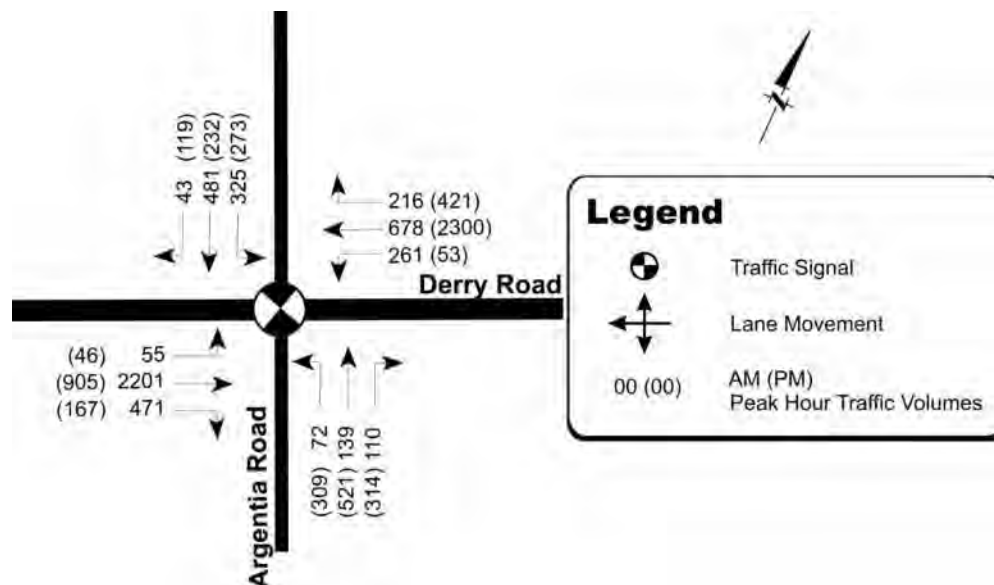 43 (119)
481 (232)
325 (273)
216 (421)
678 (2300)
261 (53)
Derry Road
(46) 55
(905) 2201
(167) 471
(309) 72
(521) 139
(314) 110
Argentia Road
N
Legend
Traffic Signal
Lane Movement
00 (00)
AM (PM)
Peak Hour Traffic Volumes